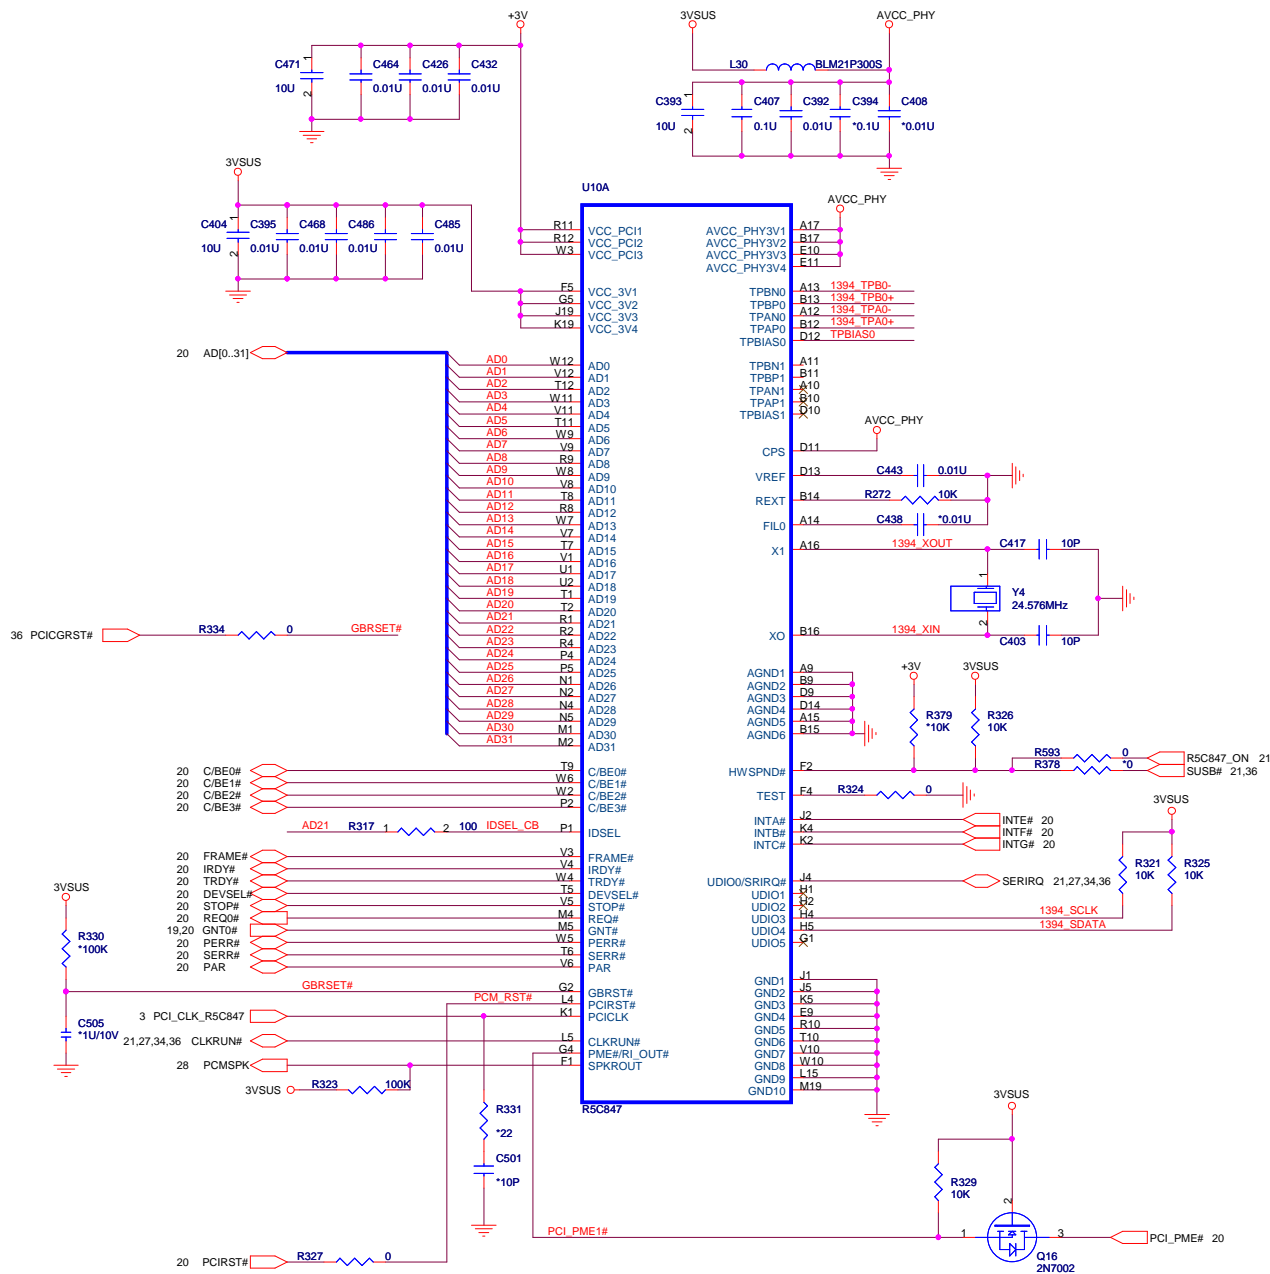 +3V
3VSUS
AVCC_PHY
L30 BLM21P300S
C471 1 C464 C426 C432
10U 2 0.01U 0.01U 0.01U
C393 1 C407 C392 C394 C408
10U 2 0.1U 0.01U *0.1U *0.01U
3VSUS
C404 1 C395 C468 C486 C485
10U 2 0.01U 0.01U 0.01U 0.01U
U10A
AVCC_PHY
R11 VCC_PCI1
R12 VCC_PCI2
W3 VCC_PCI3
F5 VCC_3V1
G5 VCC_3V2
J19 VCC_3V3
K19 VCC_3V4
20 AD[0..31]
AD0 W12 AD0
AD1 V12 AD1
AD2 T12 AD2
AD3 W11 AD3
AD4 V11 AD4
AD5 T11 AD5
AD6 W9 AD6
AD7 V9 AD7
AD8 R9 AD8
AD9 W8 AD9
AD10 V8 AD10
AD11 T8 AD11
AD12 R8 AD12
AD13 W7 AD13
AD14 V7 AD14
AD15 T7 AD15
AD16 V1 AD16
AD17 U1 AD17
AD18 U2 AD18
AD19 T1 AD19
AD20 T2 AD20
AD21 R1 AD21
AD22 R2 AD22
AD23 R4 AD23
AD24 P4 AD24
AD25 P5 AD25
AD26 N1 AD26
AD27 N2 AD27
AD28 N4 AD28
AD29 N5 AD29
AD30 M1 AD30
AD31 M2 AD31
36 PCICGRST# R334 0 GBRSET#
20 C/BE0# T9 C/BE0#
20 C/BE1# W6 C/BE1#
20 C/BE2# W2 C/BE2#
20 C/BE3# P2 C/BE3#
AD21 R317 1 2 100 IDSEL_CB P1 IDSEL
20 FRAME# V3 FRAME#
20 IRDY# V4 IRDY#
20 TRDY# W4 TRDY#
20 DEVSEL# T5 DEVSEL#
20 STOP# V5 STOP#
20 REQ0# M4 REQ#
19,20 GNT0# M5 GNT#
20 PERR# W5 PERR#
20 SERR# T6 SERR#
20 PAR V6 PAR
3VSUS
R330
*100K
GBRSET# G2 GBRST#
PCM_RST# L4 PCIRST#
3 PCI_CLK_R5C847 K1 PCICLK
C505
*1U/10V
21,27,34,36 CLKRUN# L5 CLKRUN#
G4 PME#/RI_OUT#
28 PCMSPK F1 SPKROUT
3VSUS R323 100K
R5C847
R331
*22
C501
*10P
PCI_PME1#
20 PCIRST# R327 0
AVCC_PHY3V1 A17
AVCC_PHY3V2 B17
AVCC_PHY3V3 E10
AVCC_PHY3V4 E11
TPBN0 A13 1394_TPB0-
TPBP0 B13 1394_TPB0+
TPAN0 A12 1394_TPA0-
TPAP0 B12 1394_TPA0+
TPBIAS0 D12 TPBIAS0
TPBN1 A11
TPBP1 B11
TPAN1 A10
TPAP1 B10
TPBIAS1 D10
AVCC_PHY
CPS D11
VREF D13 C443 0.01U
REXT B14 R272 10K
FIL0 A14 C438 *0.01U
X1 A16 1394_XOUT C417 10P
1
Y4
24.576MHz
2
XO B16 1394_XIN C403 10P
AGND1 A9
AGND2 B9
AGND3 D9
AGND4 D14
AGND5 A15
AGND6 B15
+3V 3VSUS
R379 R326
*10K 10K
R593 0 R5C847_ON 21
HWSPND# F2 R378 *0 SUSB# 21,36
TEST F4 R324 0
3VSUS
INTA# J2 INTE# 20
INTB# K4 INTF# 20
INTC# K2 INTG# 20
R321 R325
10K 10K
UDIO0/SRIRQ# J4 SERIRQ 21,27,34,36
UDIO1 H1
UDIO2 H2
UDIO3 H4 1394_SCLK
UDIO4 H5 1394_SDATA
UDIO5 G1
GND1 J1
GND2 J5
GND3 K5
GND4 E9
GND5 R10
GND6 T10
GND7 V10
GND8 W10
GND9 L15
GND10 M19
3VSUS
R329
10K
2
1 3 PCI_PME# 20
Q16
2N7002